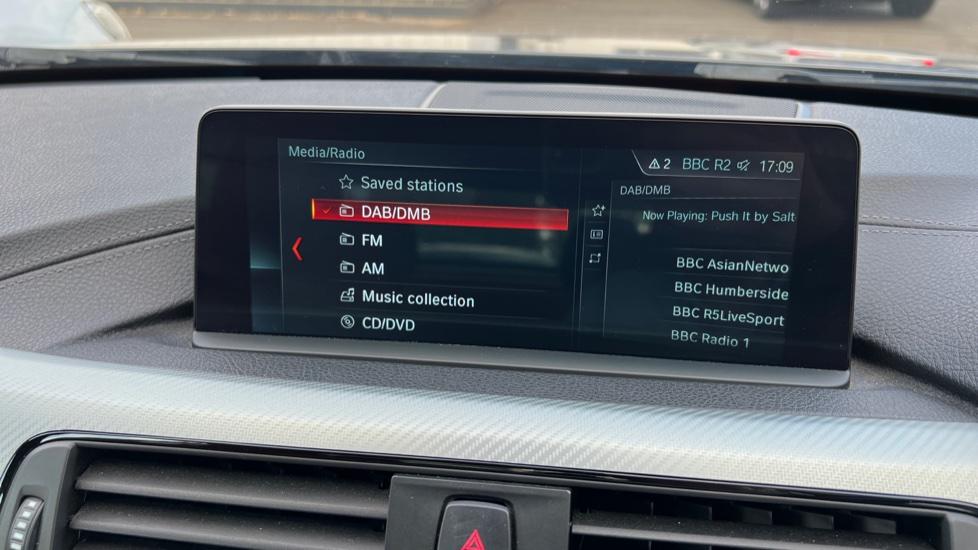 Media/Radio
2 BBC R2 17:09
Saved stations
DAB/DMB
FM
AM
Music collection
CD/DVD
DAB/DMB
Now Playing: Push It by Salt
BBC AsianNetwo
BBC Humberside
BBC R5LiveSport
BBC Radio 1